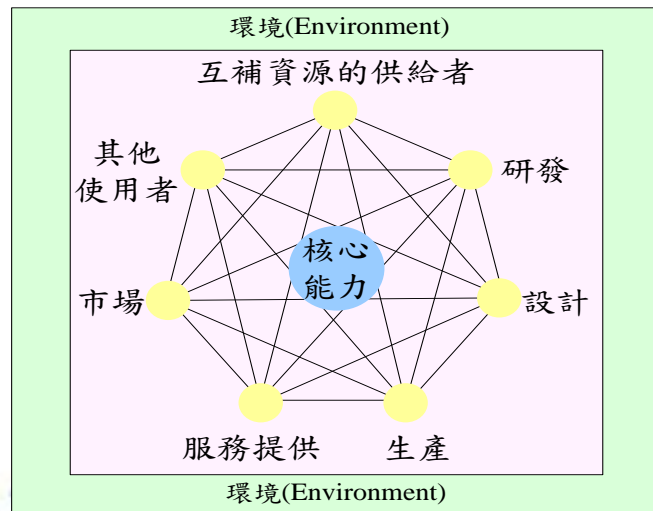 環境(Environment)
互補資源的供給者
其他
使用者
研發
核心
能力
市場
設計
服務提供
生產
環境(Environment)